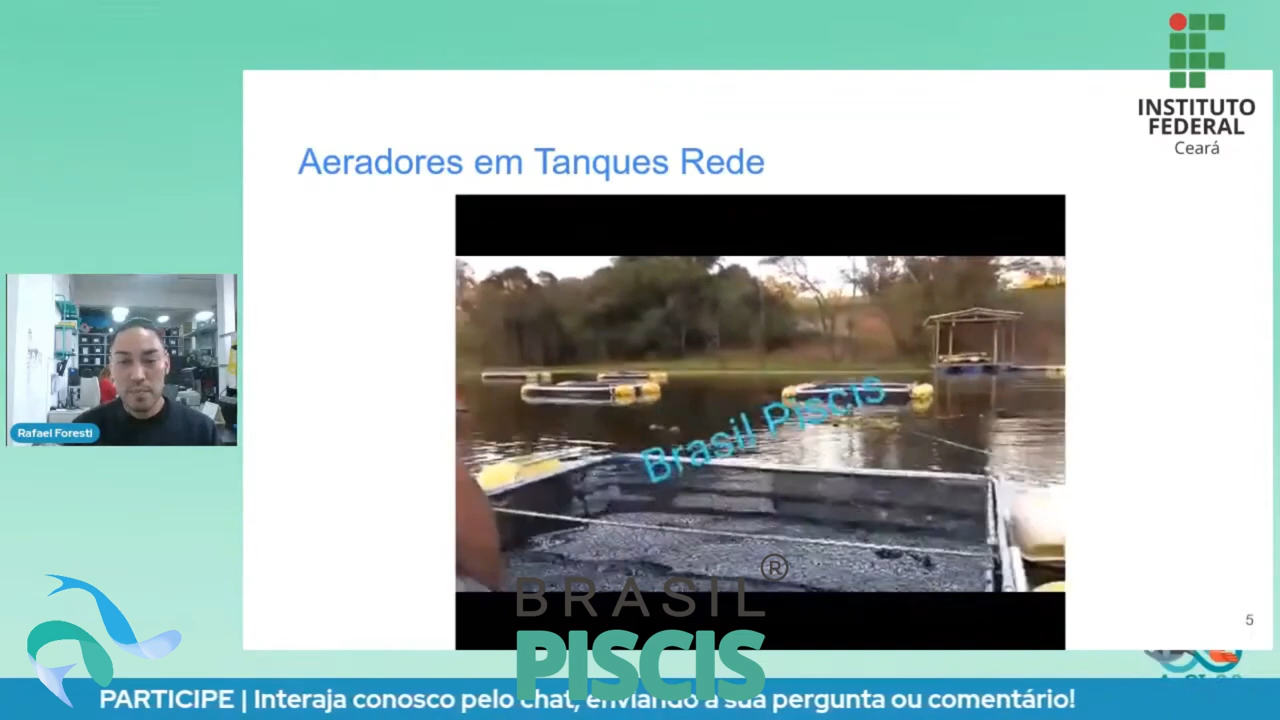 INSTITUTO
FEDERAL
Ceará
Aeradores em Tanques Rede
Brasil Piscis
Rafael Foresti
BRASIL®
PISCIS
5
PARTICIPE | Interaja conosco pelo chat, enviando a sua pergunta ou comentário!